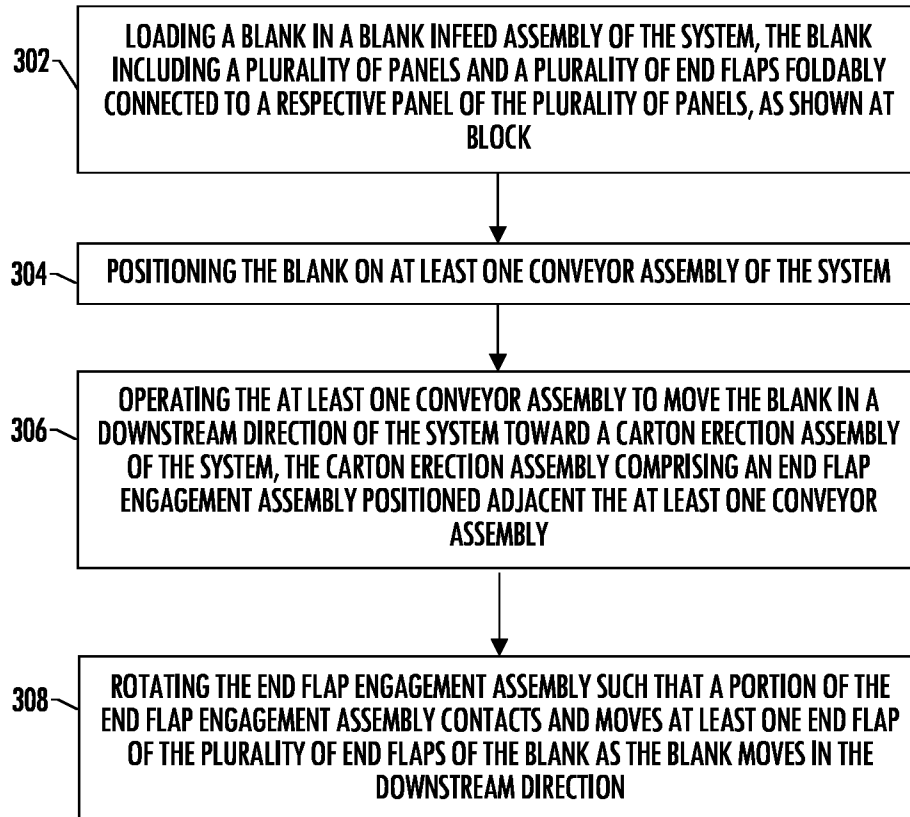 302
LOADING A BLANK IN A BLANK INFEED ASSEMBLY OF THE SYSTEM, THE BLANK
INCLUDING A PLURALITY OF PANELS AND A PLURALITY OF END FLAPS FOLDABLY
CONNECTED TO A RESPECTIVE PANEL OF THE PLURALITY OF PANELS, AS SHOWN AT
BLOCK
304
POSITIONING THE BLANK ON AT LEAST ONE CONVEYOR ASSEMBLY OF THE SYSTEM
306
OPERATING THE AT LEAST ONE CONVEYOR ASSEMBLY TO MOVE THE BLANK IN A
DOWNSTREAM DIRECTION OF THE SYSTEM TOWARD A CARTON ERECTION ASSEMBLY
OF THE SYSTEM, THE CARTON ERECTION ASSEMBLY COMPRISING AN END FLAP
ENGAGEMENT ASSEMBLY POSITIONED ADJACENT THE AT LEAST ONE CONVEYOR
ASSEMBLY
308
ROTATING THE END FLAP ENGAGEMENT ASSEMBLY SUCH THAT A PORTION OF THE
END FLAP ENGAGEMENT ASSEMBLY CONTACTS AND MOVES AT LEAST ONE END FLAP
OF THE PLURALITY OF END FLAPS OF THE BLANK AS THE BLANK MOVES IN THE
DOWNSTREAM DIRECTION